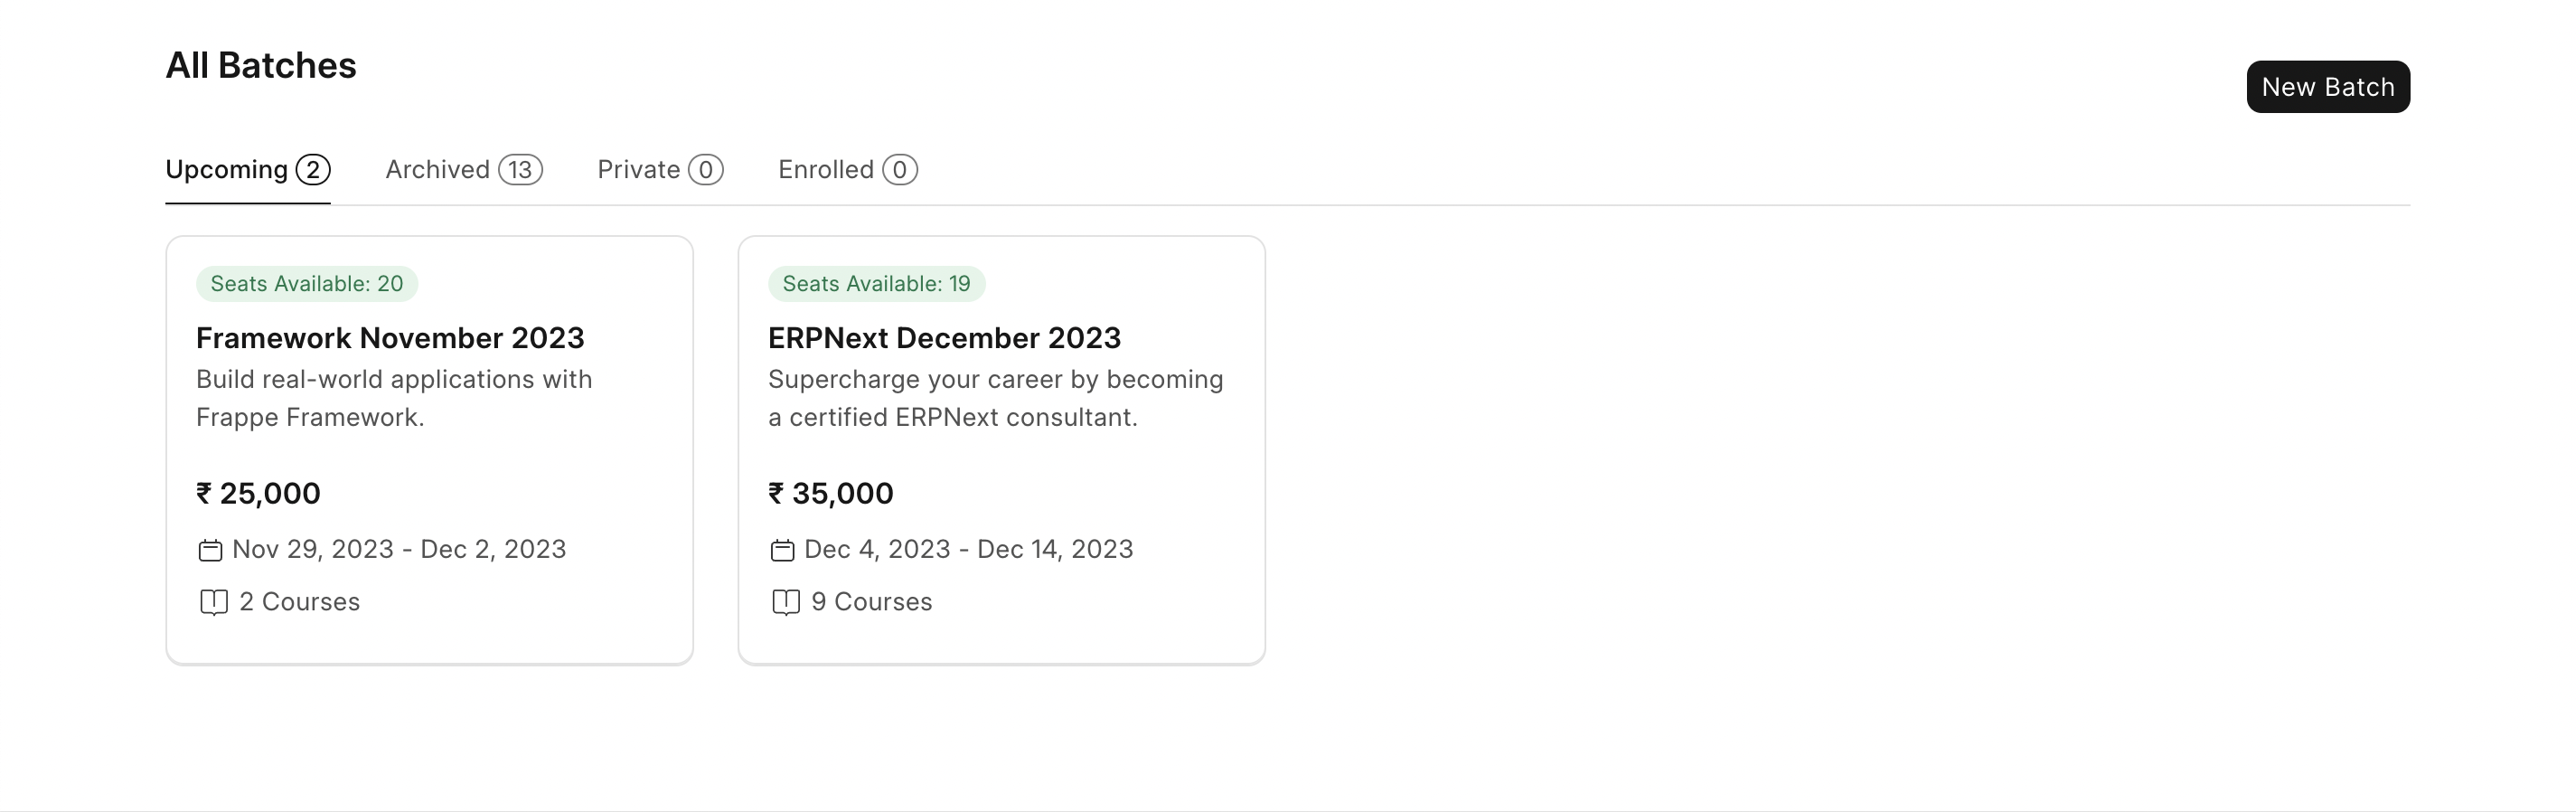 All Batches
New Batch
Upcoming 2
Archived 13
Private 0
Enrolled 0
Seats Available: 20
Framework November 2023
Build real-world applications with
Frappe Framework.
₹ 25,000
Nov 29, 2023 - Dec 2, 2023
2 Courses
Seats Available: 19
ERPNext December 2023
Supercharge your career by becoming
a certified ERPNext consultant.
₹ 35,000
Dec 4, 2023 - Dec 14, 2023
9 Courses